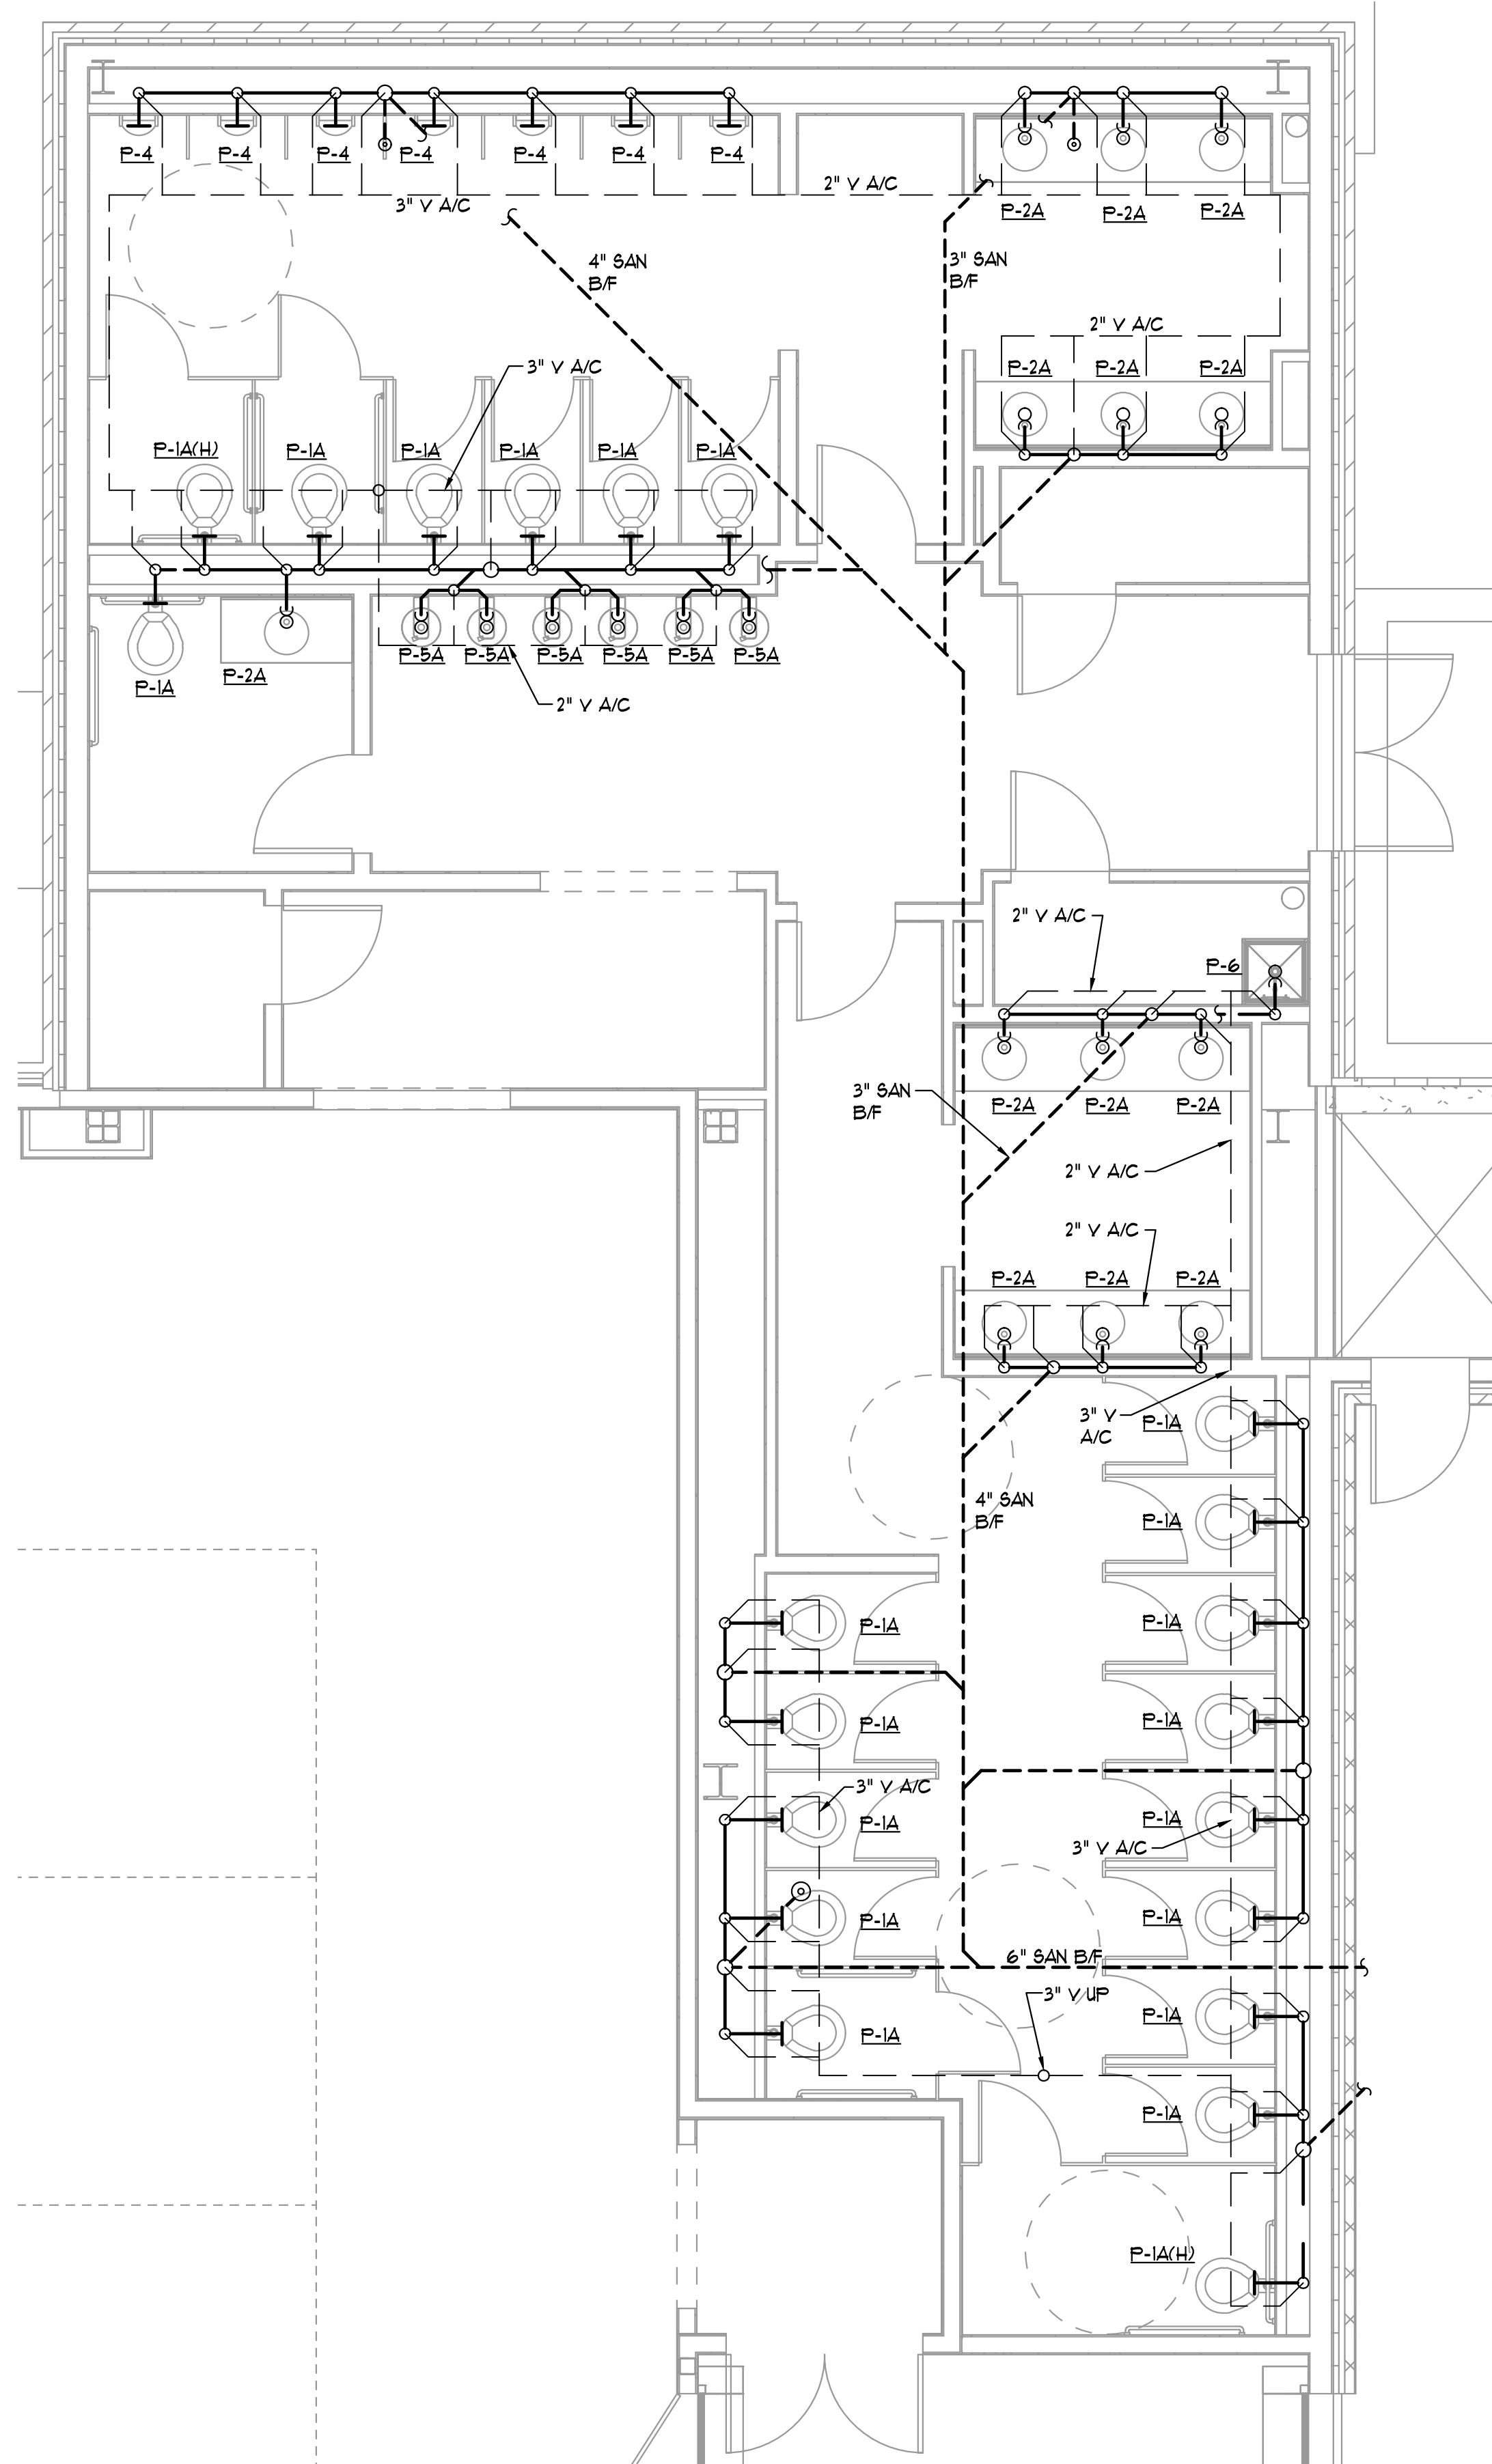 P-4
P-4
P-4
P-4
P-4
P-4
P-4
2" V A/C
3" V A/C
P-2A
P-2A
P-2A
4" SAN
B/F
3" SAN
B/F
2" V A/C
3" V A/C
P-2A
P-2A
P-2A
P-1A(H)
P-1A
P-1A
P-1A
P-1A
P-1A
P-5A
P-5A
P-5A
P-5A
P-5A
P-5A
P-1A
P-2A
2" V A/C
2" V A/C
P-6
3" SAN
B/F
P-2A
P-2A
P-2A
2" V A/C
2" V A/C
P-2A
P-2A
P-2A
3" V
A/C
P-1A
4" SAN
B/F
P-1A
P-1A
P-1A
P-1A
P-1A
3" V A/C
P-1A
P-1A
3" V A/C
P-1A
P-1A
6" SAN B/F
3" V UP
P-1A
P-1A
P-1A
P-1A(H)